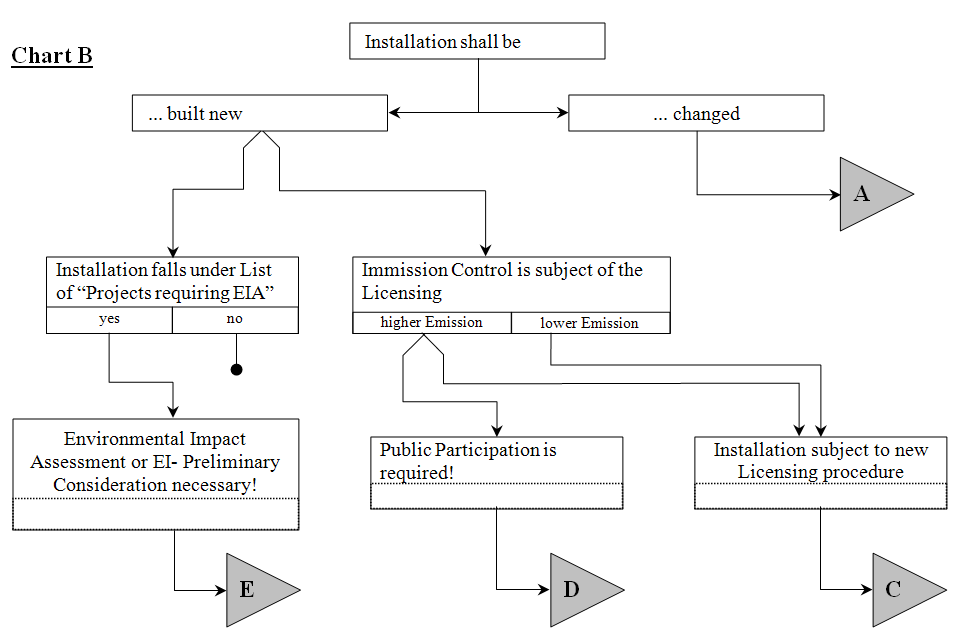 Chart B
Installation shall be
... built new
... changed
A
Installation falls under List
of “Projects requiring EIA”
yes
no
Immission Control is subject of the
Licensing
higher Emission
lower Emission
Environmental Impact
Assessment or EI- Preliminary
Consideration necessary!
Public Participation is
required!
Installation subject to new
Licensing procedure
E
D
C